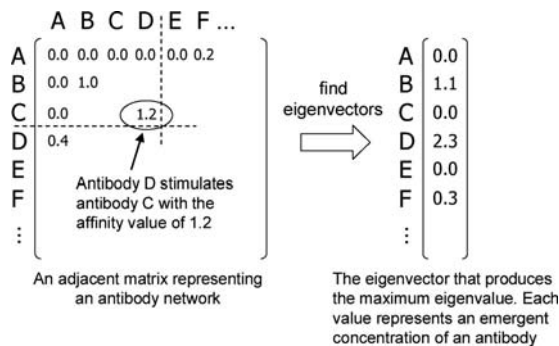 A B C D E F ...
A 0.0 0.0 0.0 0.0 0.0 0.2
B 0.0 1.0
C 0.0 1.2
D 0.4
E
F
⋮
Antibody D stimulates
antibody C with the
affinity value of 1.2
An adjacent matrix representing
an antibody network
find
eigenvectors
A 0.0
B 1.1
C 0.0
D 2.3
E 0.0
F 0.3
⋮
The eigenvector that produces
the maximum eigenvalue. Each
value represents an emergent
concentration of an antibody